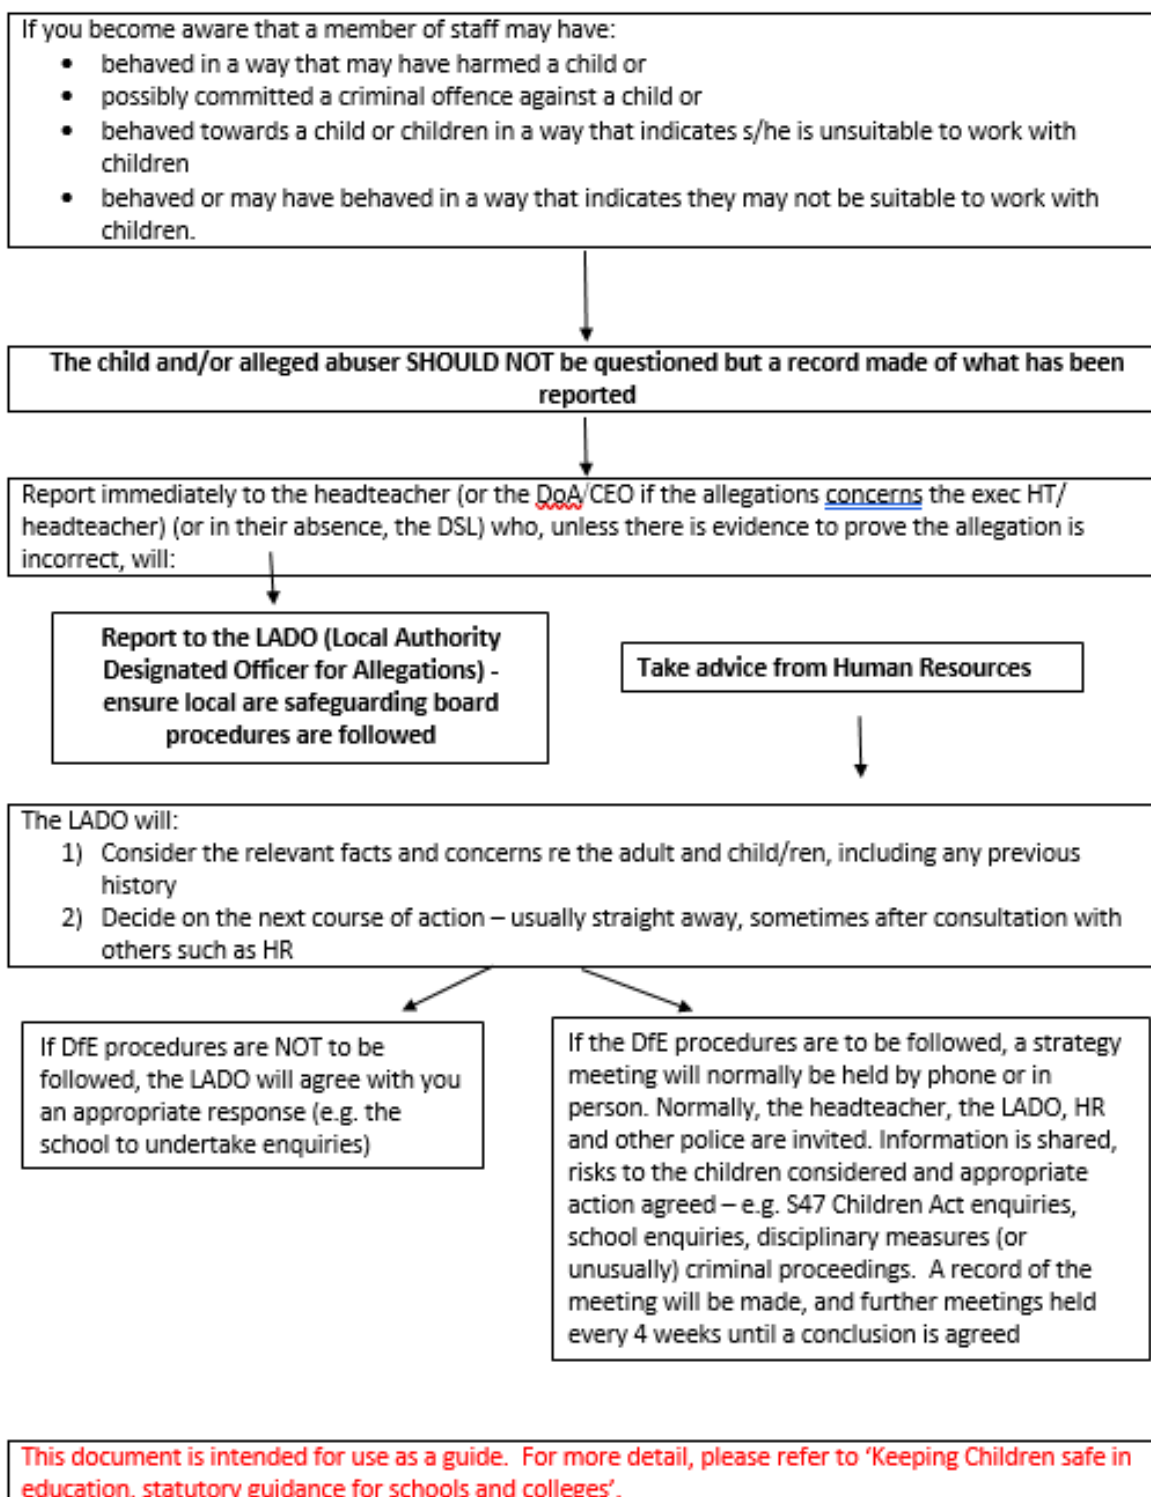 If you become aware that a member of staff may have:
• behaved in a way that may have harmed a child or
• possibly committed a criminal offence against a child or
• behaved towards a child or children in a way that indicates s/he is unsuitable to work with
children
• behaved or may have behaved in a way that indicates they may not be suitable to work with
children.
The child and/or alleged abuser SHOULD NOT be questioned but a record made of what has been
reported
Report immediately to the headteacher (or the DoA/CEO if the allegations concerns the exec HT/
headteacher) (or in their absence, the DSL) who, unless there is evidence to prove the allegation is
incorrect, will:
Report to the LADO (Local Authority
Designated Officer for Allegations) -
ensure local are safeguarding board
procedures are followed
Take advice from Human Resources
The LADO will:
1) Consider the relevant facts and concerns re the adult and child/ren, including any previous
history
2) Decide on the next course of action – usually straight away, sometimes after consultation with
others such as HR
If DfE procedures are NOT to be
followed, the LADO will agree with you
an appropriate response (e.g. the
school to undertake enquiries)
If the DfE procedures are to be followed, a strategy
meeting will normally be held by phone or in
person. Normally, the headteacher, the LADO, HR
and other police are invited. Information is shared,
risks to the children considered and appropriate
action agreed – e.g. S47 Children Act enquiries,
school enquiries, disciplinary measures (or
unusually) criminal proceedings.  A record of the
meeting will be made, and further meetings held
every 4 weeks until a conclusion is agreed
This document is intended for use as a guide.  For more detail, please refer to ‘Keeping Children safe in
education, statutory guidance for schools and colleges’.